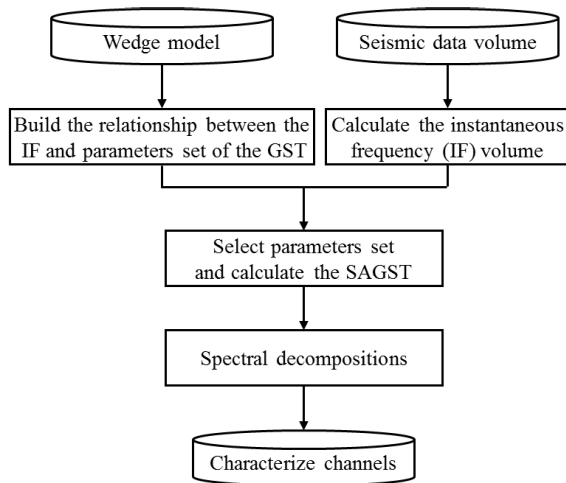 Wedge model
Seismic data volume
Build the relationship between the
IF and parameters set of the GST
Calculate the instantaneous
frequency (IF) volume
Select parameters set
and calculate the SAGST
Spectral decompositions
Characterize channels